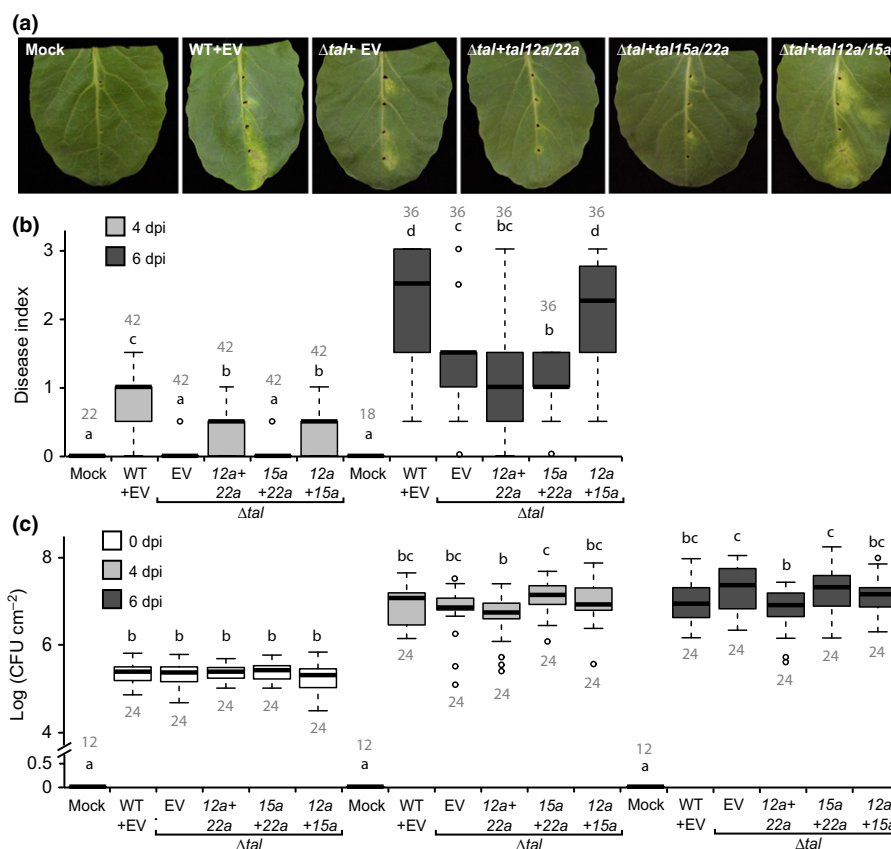 (a)
Mock WT+EV Δtal+ EV Δtal+tal12a/22a Δtal+tal15a/22a Δtal+tal12a/15a
(b)
4 dpi
6 dpi
Disease index
3
2
1
0
22 42 42 42 42 42 18 36 36 36 36 36
a c a b a b a d c bc b d
Mock WT EV 12a+ 15a 12a Mock WT EV 12a+ 15a 12a
+EV 22a +22a +15a +EV 22a +22a +15a
Δtal Δtal
(c)
0 dpi
4 dpi
6 dpi
Log (CFU cm−2)
8
6
4
0.5
0
b b b b b bc bc b c bc bc c b c bc
24 24 24 24 24 24 24 24 24 24 24 24 24 24 24
12 12 12
a a a
Mock WT EV 12a+ 15a 12a Mock WT EV 12a+ 15a 12a Mock WT EV 12a+ 15a 12a
+EV 22a +22a +15a +EV 22a +22a +15a +EV 22a +22a +15a
Δtal Δtal Δtal